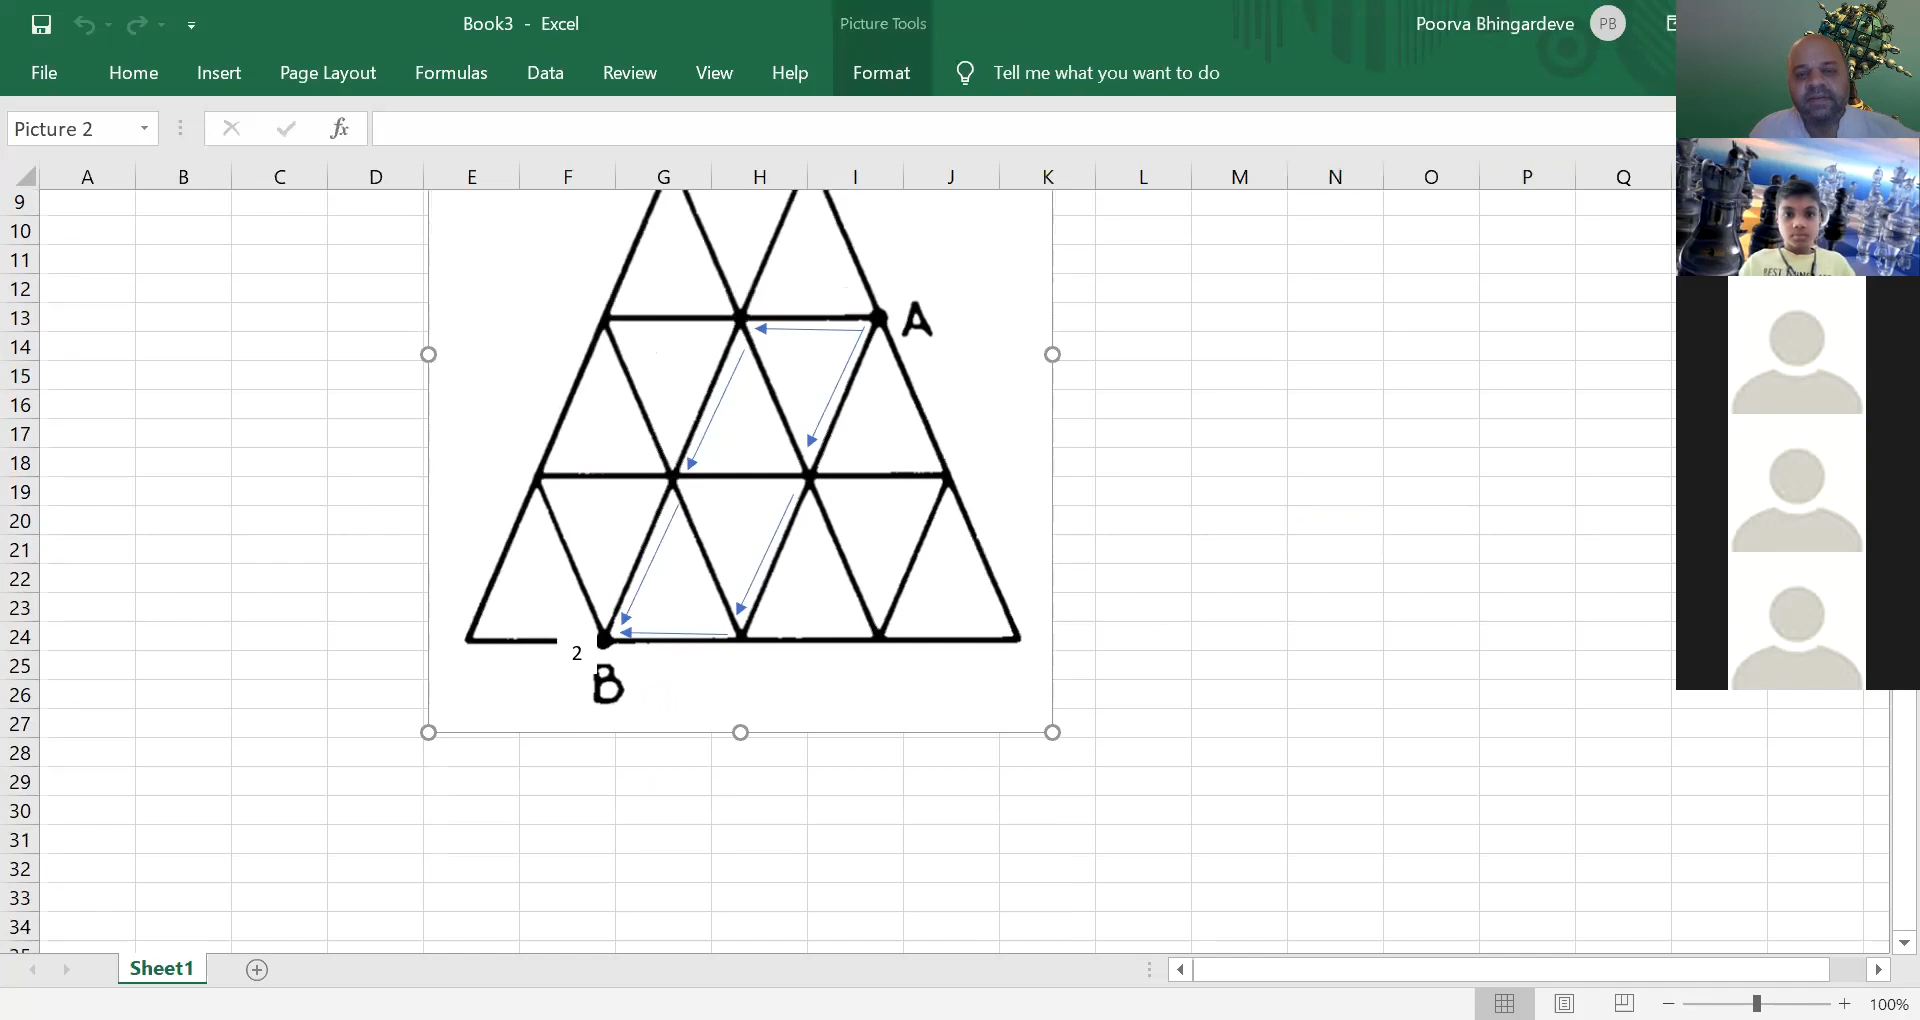 Book3 - Excel
Picture Tools
Poorva Bhingardeve
PB
File
Home
Insert
Page Layout
Formulas
Data
Review
View
Help
Format
Tell me what you want to do
Picture 2
fx
A B C D E F G H I J K L M N O P Q
9
10
11
12
13
14
15
16
17
18
19
20
21
22
23
24
25
26
27
28
29
30
31
32
33
34
A
2
B
Sheet1
100%